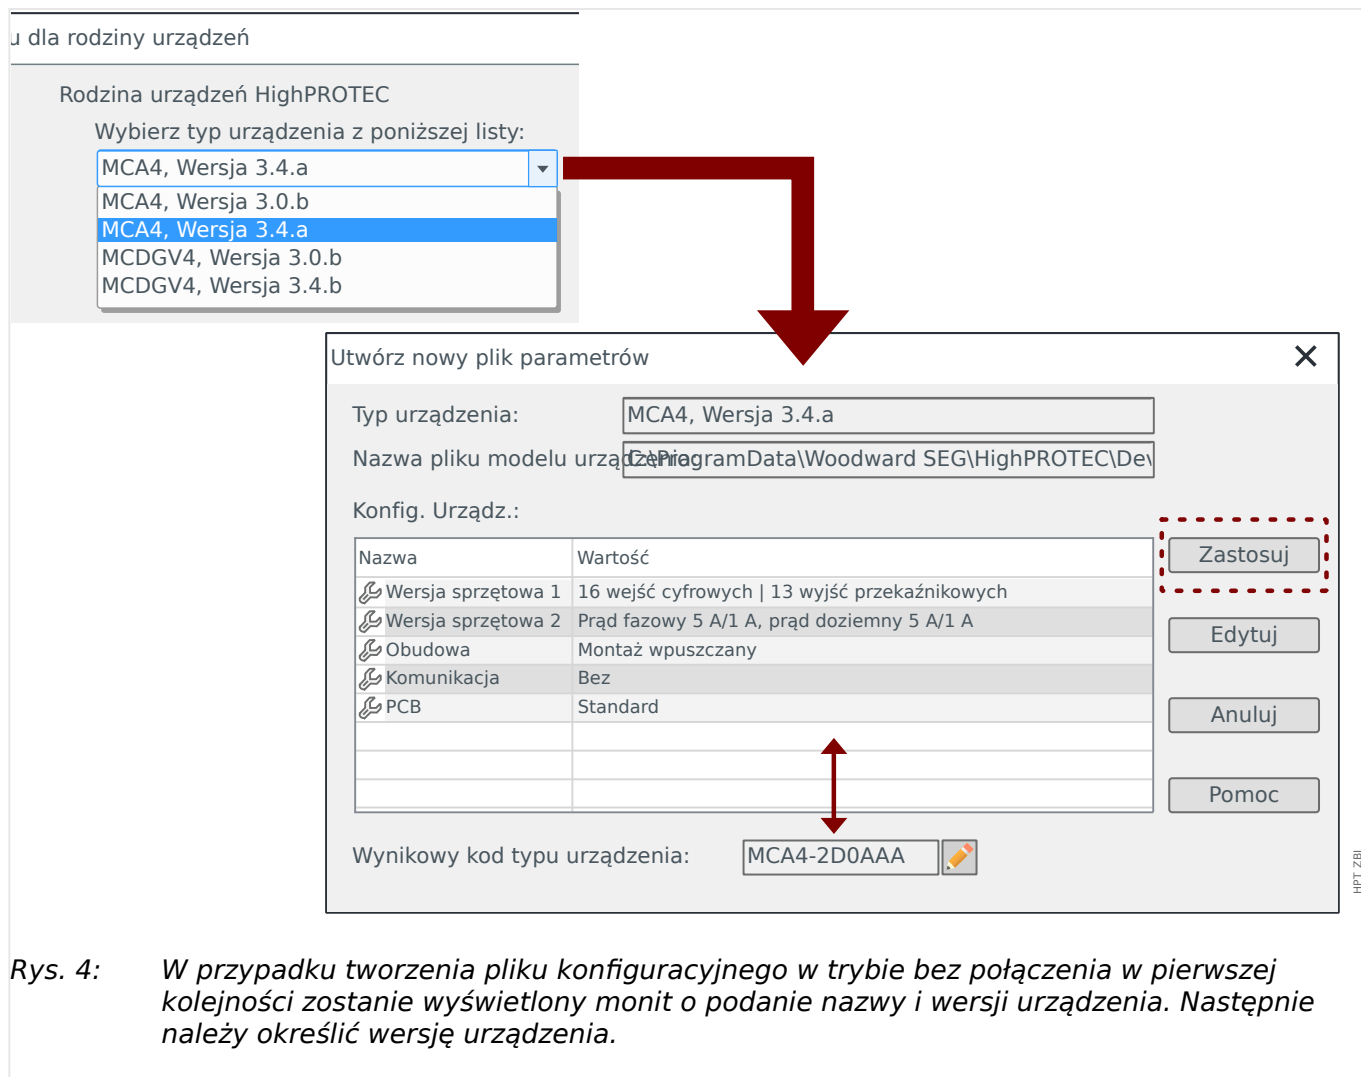 u dla rodziny urządzeń
Rodzina urządzeń HighPROTEC
Wybierz typ urządzenia z poniższej listy:
MCA4, Wersja 3.4.a
MCA4, Wersja 3.0.b
MCA4, Wersja 3.4.a
MCDGV4, Wersja 3.0.b
MCDGV4, Wersja 3.4.b
Utwórz nowy plik parametrów
Typ urządzenia: MCA4, Wersja 3.4.a
Nazwa pliku modelu urządzenia: C:\ProgramData\Woodward SEG\HighPROTEC\Dev
Konfig. Urządz.:
Nazwa Wartość
Wersja sprzętowa 1 16 wejść cyfrowych | 13 wyjść przekaźnikowych
Wersja sprzętowa 2 Prąd fazowy 5 A/1 A, prąd doziemny 5 A/1 A
Obudowa Montaż wpuszczany
Komunikacja Bez
PCB Standard
Zastosuj
Edytuj
Anuluj
Pomoc
Wynikowy kod typu urządzenia: MCA4-2D0AAA
HPT ZBI
Rys. 4: W przypadku tworzenia pliku konfiguracyjnego w trybie bez połączenia w pierwszej
kolejności zostanie wyświetlony monit o podanie nazwy i wersji urządzenia. Następnie
należy określić wersję urządzenia.